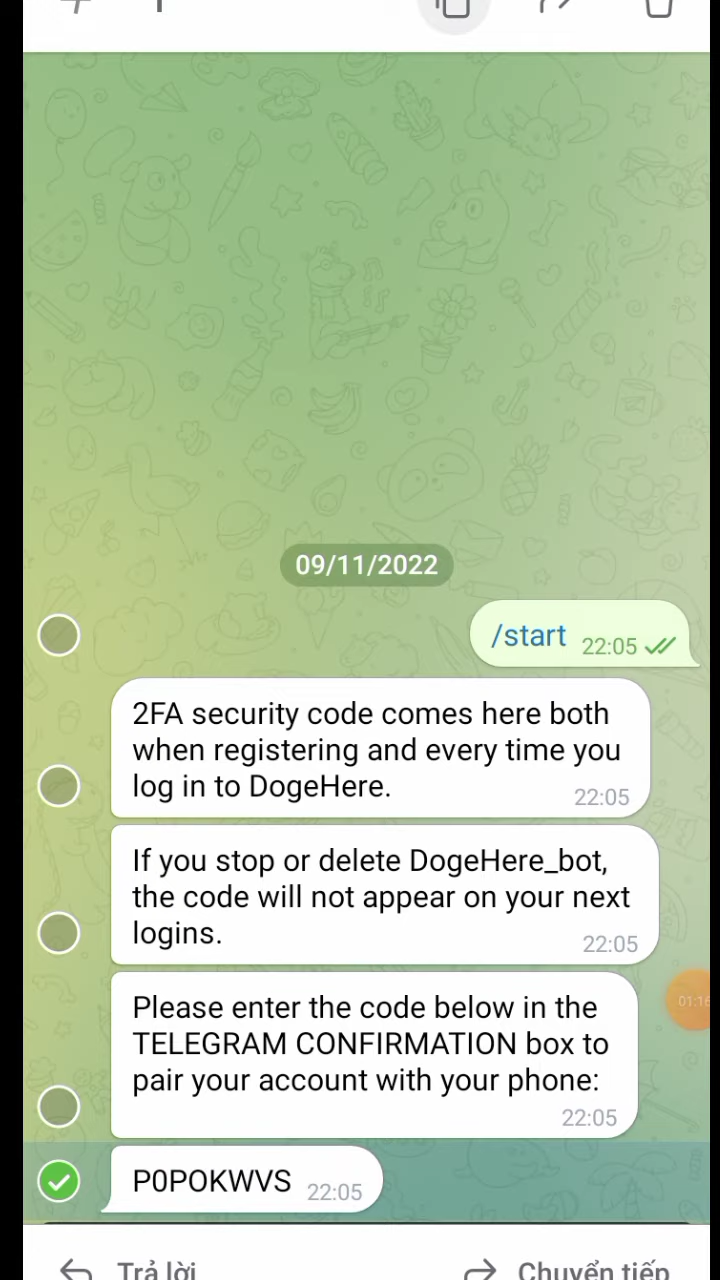 09/11/2022
/start 22:05
2FA security code comes here both
when registering and every time you
log in to DogeHere. 22:05
If you stop or delete DogeHere_bot,
the code will not appear on your next
logins. 22:05
Please enter the code below in the
TELEGRAM CONFIRMATION box to
pair your account with your phone:
22:05
01:16
P0POKWVS 22:05
Trả lời
Chuyển tiếp